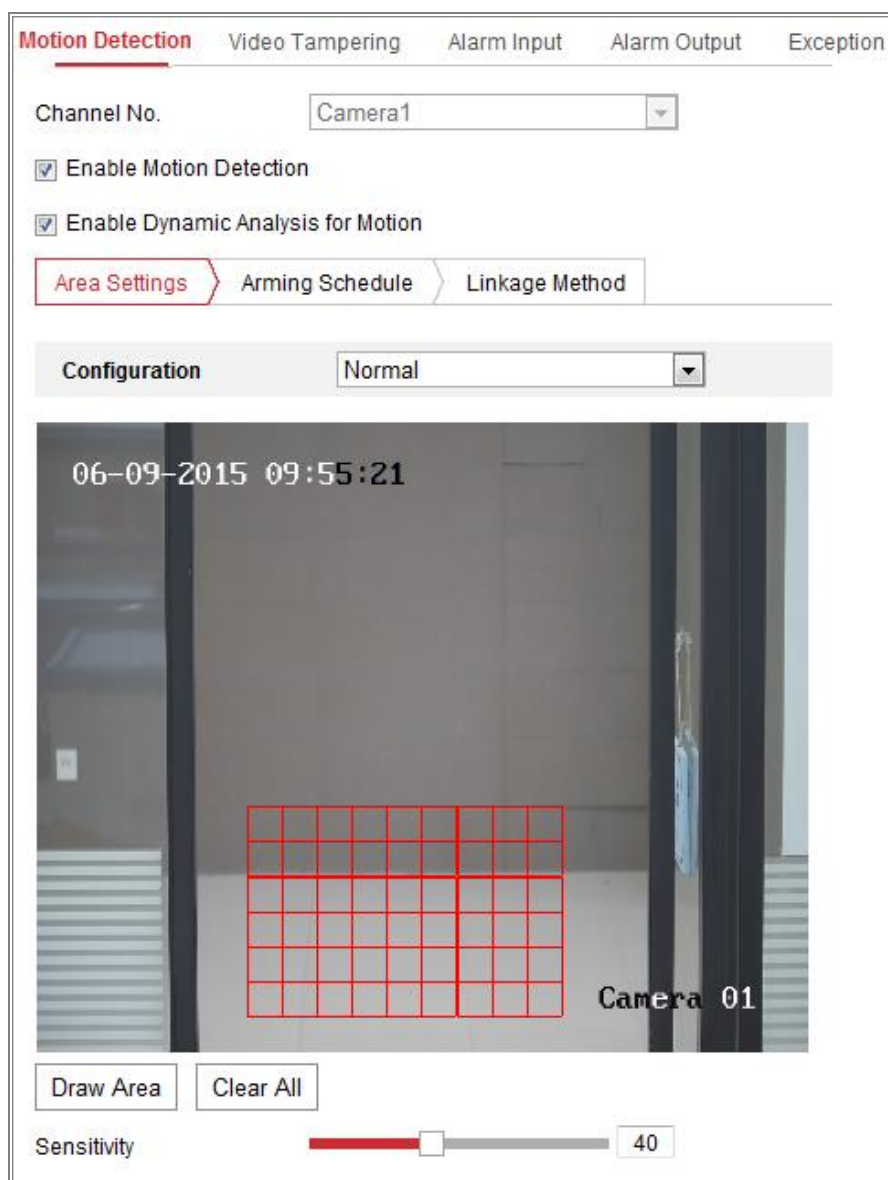 Motion Detection Video Tampering Alarm Input Alarm Output Exception
Channel No. Camera1
Enable Motion Detection
Enable Dynamic Analysis for Motion
Area Settings Arming Schedule Linkage Method
Configuration Normal
06-09-2015 09:55:21
Camera 01
Draw Area Clear All
Sensitivity 40